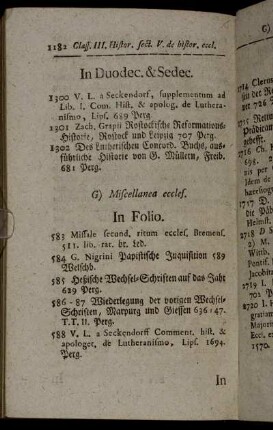 1182 Class. III. Histor. sect. V. de histor. eccl.
In Duodec. & Sedec.
1300 V. L. a Seckendorf, supplementum ad
Lib. I. Com. Hist. & apolog. de Luthera-
nismo, Lips. 689 Perg.
1301 Zach. Grapii Rostockische Reformations-
Historie, Rostock und Leipzig 707 Perg.
1302 Des Lutherischen Concord. Buchs, aus-
führliche Historie von G. Müllern, Freib.
681 Perg.
G) Miscellanea eccles.
In Folio.
583 Missale secund. ritum eccles. Bremens.
511. lib. rar. br. Led.
584 G. Nigrini Papistische Inquisition 589
Welschb.
585 Hessische Wechsel-Schriften auf das Jahr
629 Perg.
586-87 Wiederlegung der vorigen Wechsel-
Schriften, Marpurg und Giessen 636. 47.
T.T. II. Perg.
588 V. L. a Seckendorff Comment. hist. &
apologet, de Lutheranismo, Lips. 1694.
Perg.
In